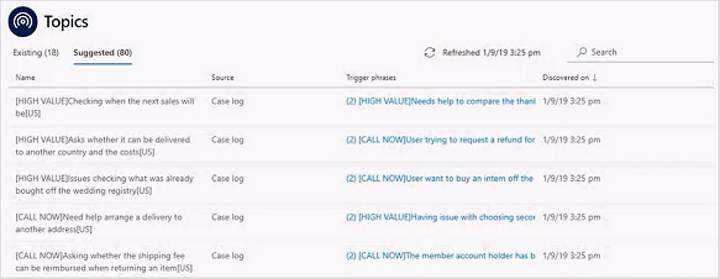 Topics
Existing (18) Suggested (80) Refreshed 1/9/19 3:25 pm Search
Name Source Trigger phrases Discovered on ↓
[HIGH VALUE]Checking when the next sales will Case log (2) [HIGH VALUE]Needs help to compare the thanl 1/9/19 3:25 pm
be[US]
[HIGH VALUE]Asks whether it can be delivered Case log (2) [CALL NOW]User trying to request a refund for 1/9/19 3:25 pm
to another country and the costs[US]
[HIGH VALUE]Issues checking what was already Case log (2) [CALL NOW]User want to buy an intem off the 1/9/19 3:25 pm
bought off the wedding registry[US]
[CALL NOW]Need help arrange a delivery to Case log (2) [HIGH VALUE]Having issue with choosing secor 1/9/19 3:25 pm
another address[US]
[CALL NOW]Asking whether the shipping fee Case log (2) [CALL NOW]The member account holder has b 1/9/19 3:25 pm
can be reimbursed when returning an item[US]